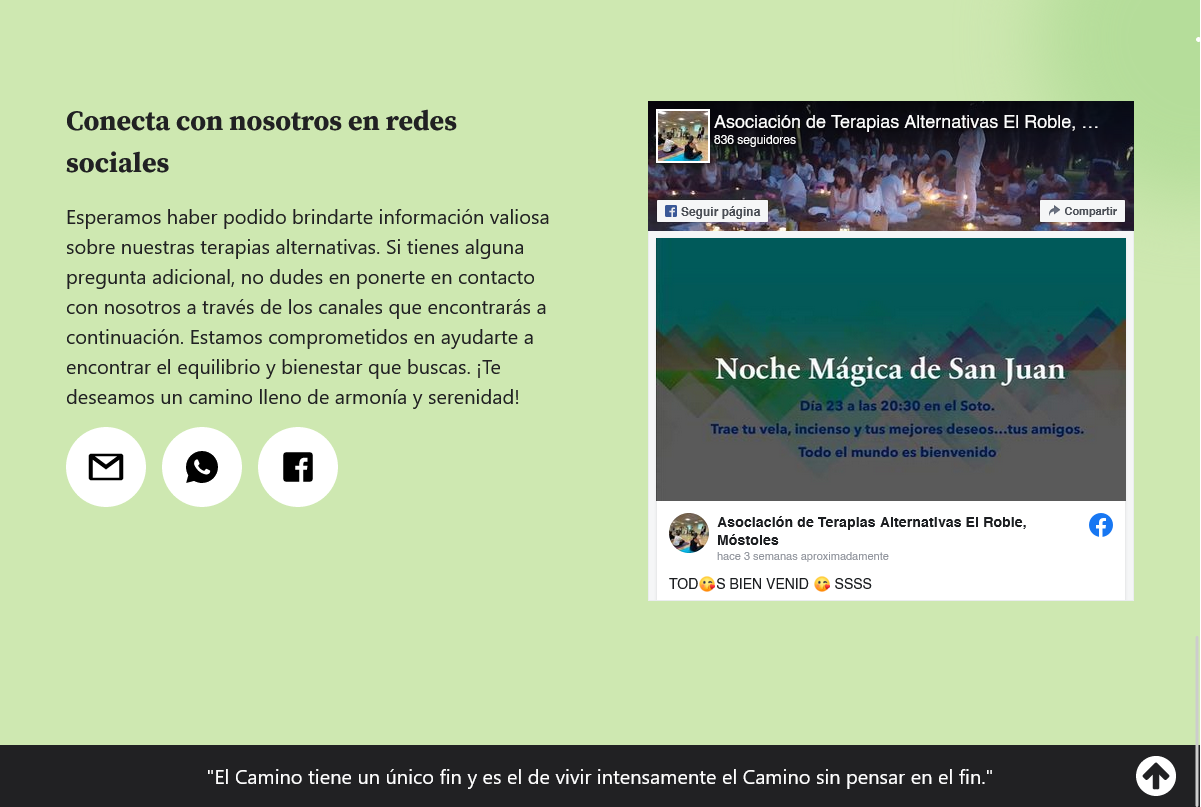 Conecta con nosotros en redes
sociales
Esperamos haber podido brindarte información valiosa
sobre nuestras terapias alternativas. Si tienes alguna
pregunta adicional, no dudes en ponerte en contacto
con nosotros a través de los canales que encontrarás a
continuación. Estamos comprometidos en ayudarte a
encontrar el equilibrio y bienestar que buscas. ¡Te
deseamos un camino lleno de armonía y serenidad!
Asociación de Terapias Alternativas El Roble, ...
836 seguidores
Seguir página
Compartir
Noche Mágica de San Juan
Día 23 a las 20:30 en el Soto.
Trae tu vela, incienso y tus mejores deseos...tus amigos.
Todo el mundo es bienvenido
Asociación de Terapias Alternativas El Roble,
Móstoles
hace 3 semanas aproximadamente
TOD😘S BIEN VENID 😘 SSSS
"El Camino tiene un único fin y es el de vivir intensamente el Camino sin pensar en el fin."